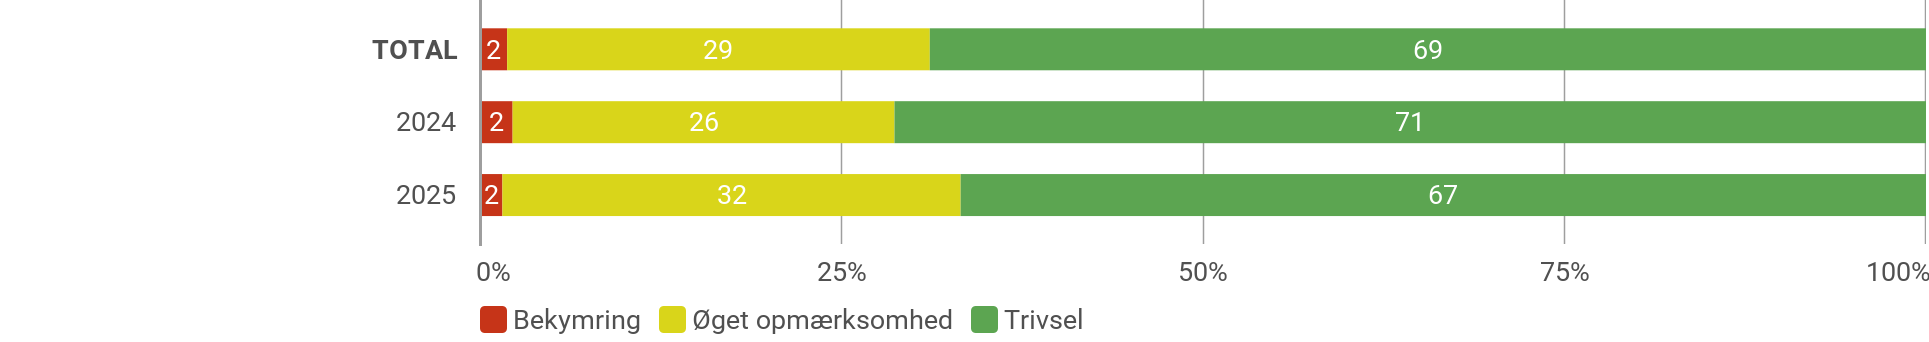 TOTAL 2 29 69
2024 2 26 71
2025 2 32 67
0% 25% 50% 75% 100%
Bekymring Øget opmærksomhed Trivsel